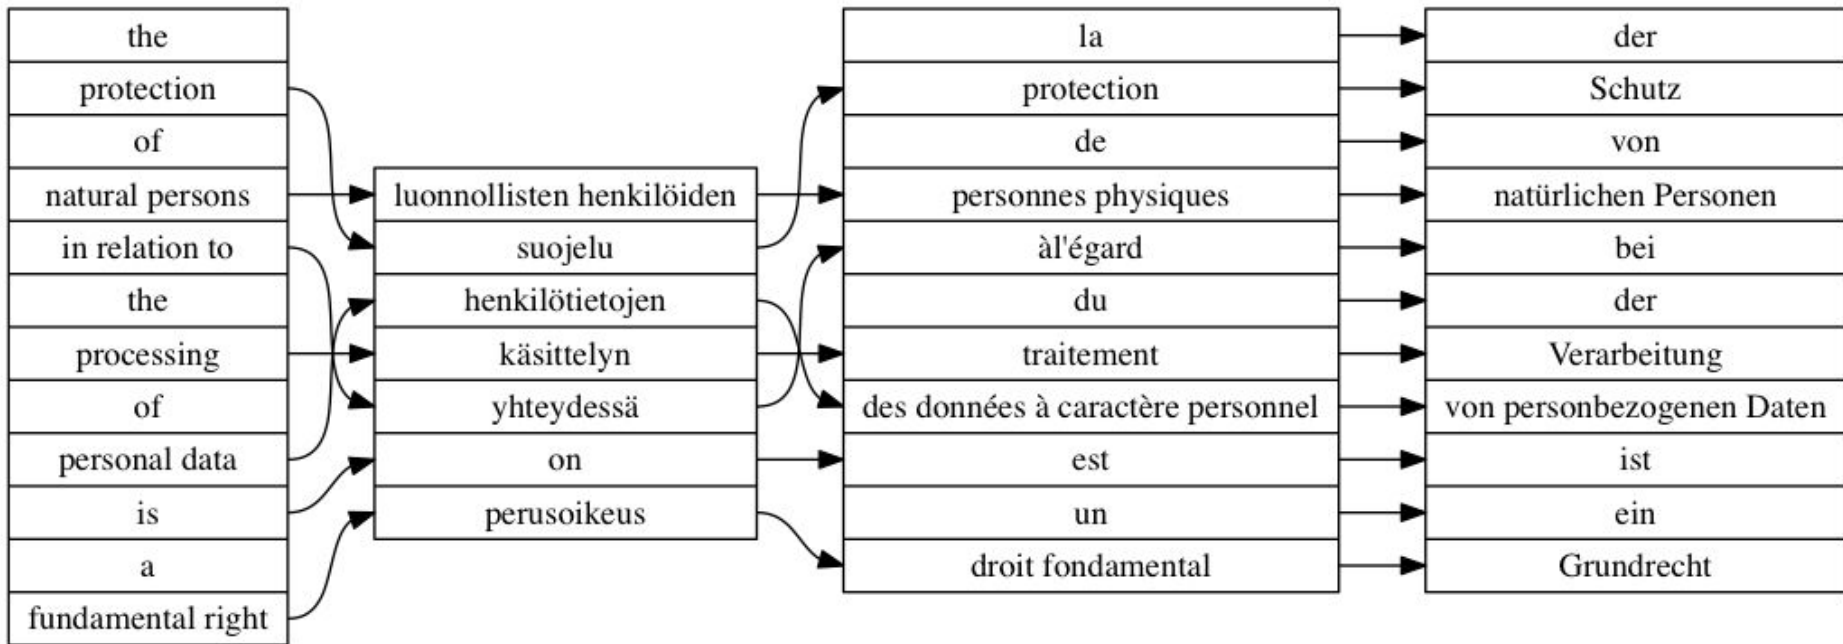 the
protection
of
natural persons
in relation to
the
processing
of
personal data
is
a
fundamental right
luonnollisten henkilöiden
suojelu
henkilötietojen
käsittelyn
yhteydessä
on
perusoikeus
la
protection
de
personnes physiques
àl'égard
du
traitement
des données à caractère personnel
est
un
droit fondamental
der
Schutz
von
natürlichen Personen
bei
der
Verarbeitung
von personbezogenen Daten
ist
ein
Grundrecht